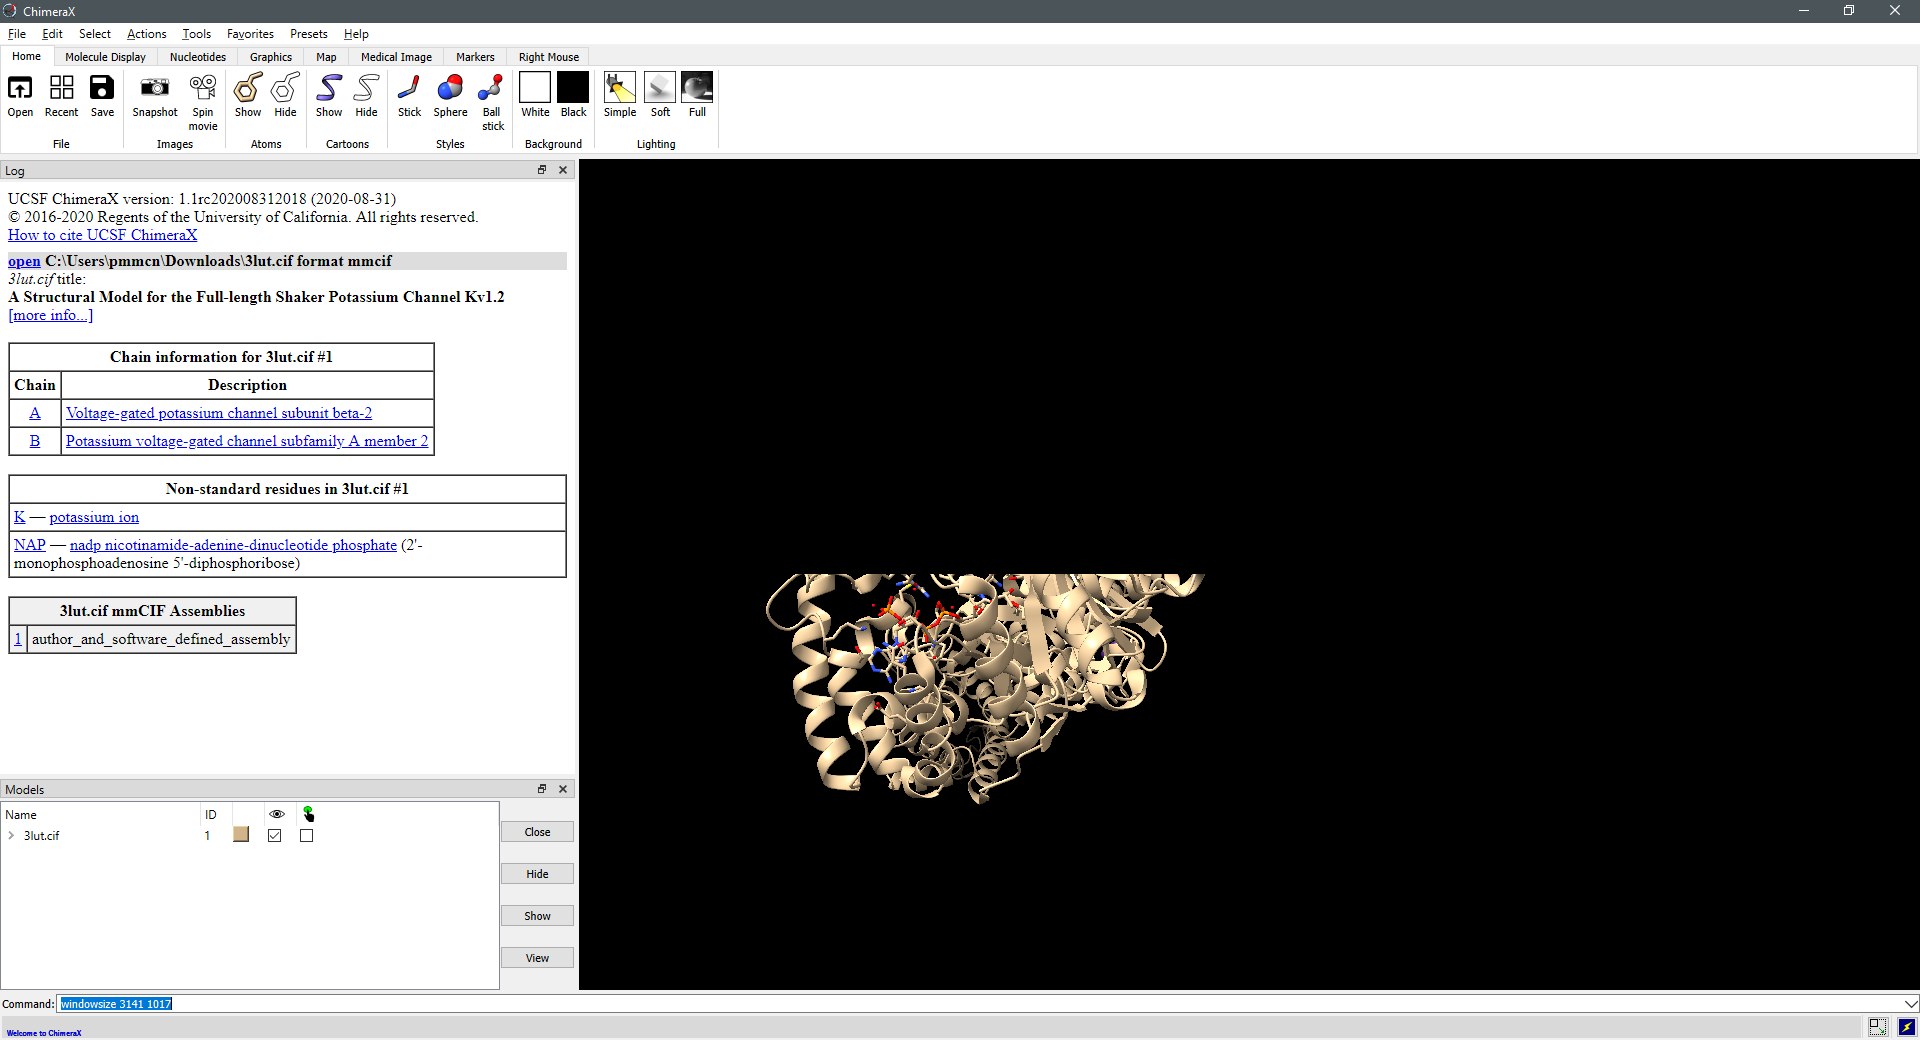 ChimeraX
File Edit Select Actions Tools Favorites Presets Help
Home Molecule Display Nucleotides Graphics Map Medical Image Markers Right Mouse
Open Recent Save Snapshot Spin movie Show Hide Show Hide Stick Sphere Ball stick White Black Simple Soft Full
File Images Atoms Cartoons Styles Background Lighting
Log
UCSF ChimeraX version: 1.1rc202008312018 (2020-08-31)
© 2016-2020 Regents of the University of California. All rights reserved.
How to cite UCSF ChimeraX
open C:\Users\pmmcn\Downloads\3lut.cif format mmcif
3lut.cif title:
A Structural Model for the Full-length Shaker Potassium Channel Kv1.2
[more info...]
Chain information for 3lut.cif #1
Chain Description
A Voltage-gated potassium channel subunit beta-2
B Potassium voltage-gated channel subfamily A member 2
Non-standard residues in 3lut.cif #1
K — potassium ion
NAP — nadp nicotinamide-adenine-dinucleotide phosphate (2'-
monophosphoadenosine 5'-diphosphoribose)
3lut.cif mmCIF Assemblies
1 author_and_software_defined_assembly
Models
Name ID
3lut.cif 1
Close
Hide
Show
View
Command: windowsize 3141 1017
Welcome to ChimeraX